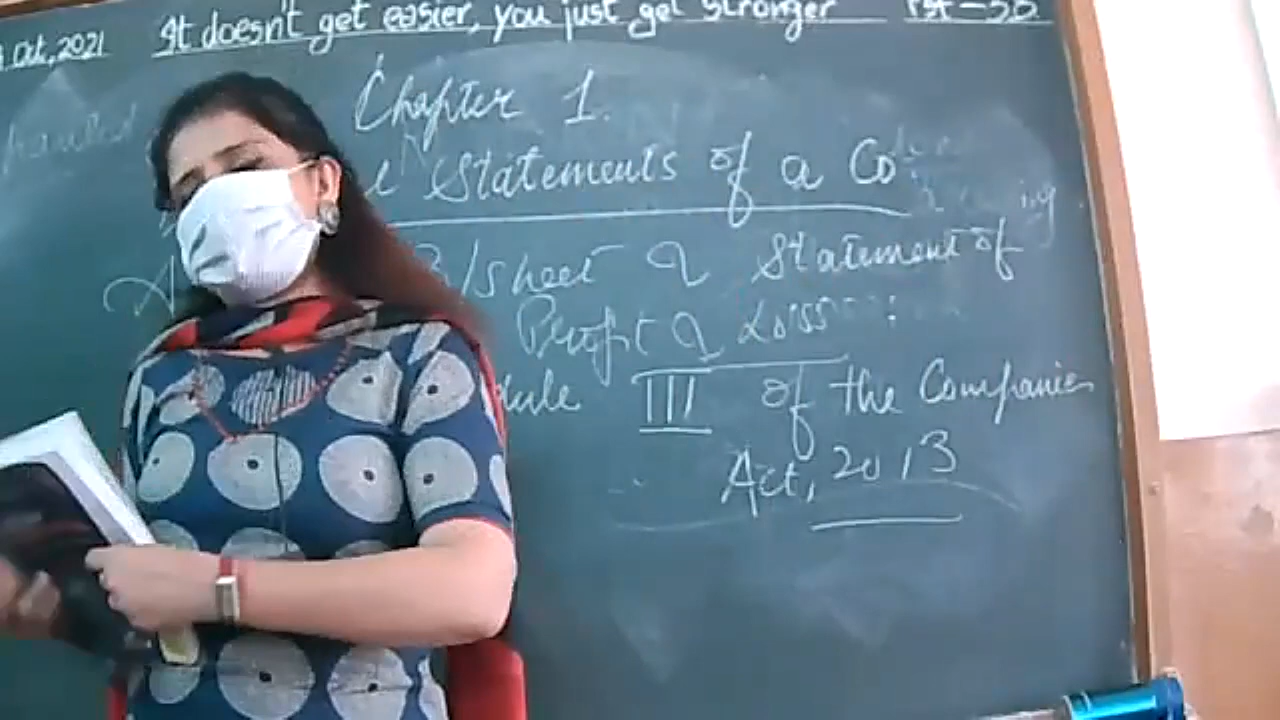 Oct, 2021 It doesn't get easier, you just get stronger
Chapter 1.
Statements of a Co
B/sheet & Statement of
Profit & Loss :
dule III of the Companies
Act, 2013